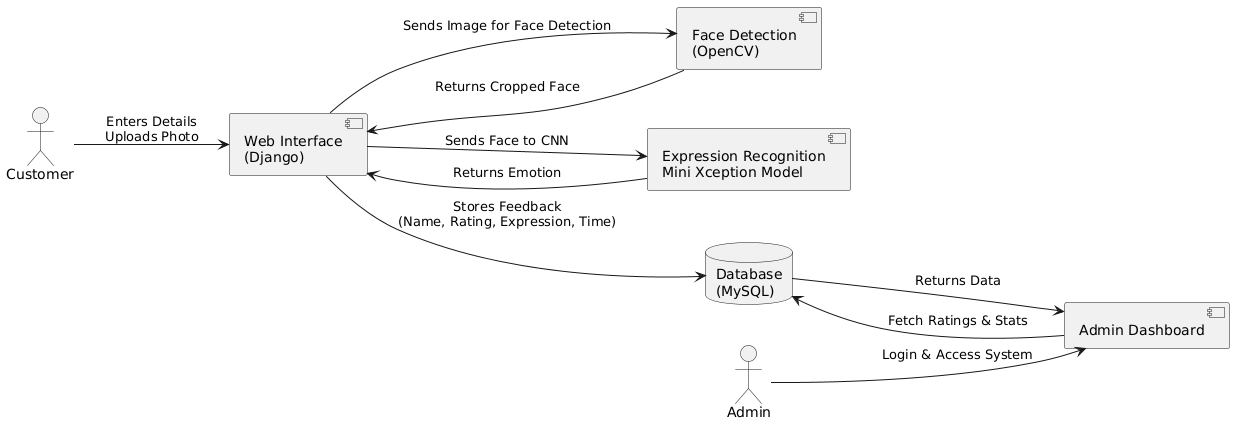 Sends Image for Face Detection
Face Detection
(OpenCV)
Returns Cropped Face
Enters Details
Uploads Photo
Customer
Web Interface
(Django)
Sends Face to CNN
Expression Recognition
Mini Xception Model
Returns Emotion
Stores Feedback
(Name, Rating, Expression, Time)
Database
(MySQL)
Returns Data
Fetch Ratings & Stats
Admin Dashboard
Login & Access System
Admin